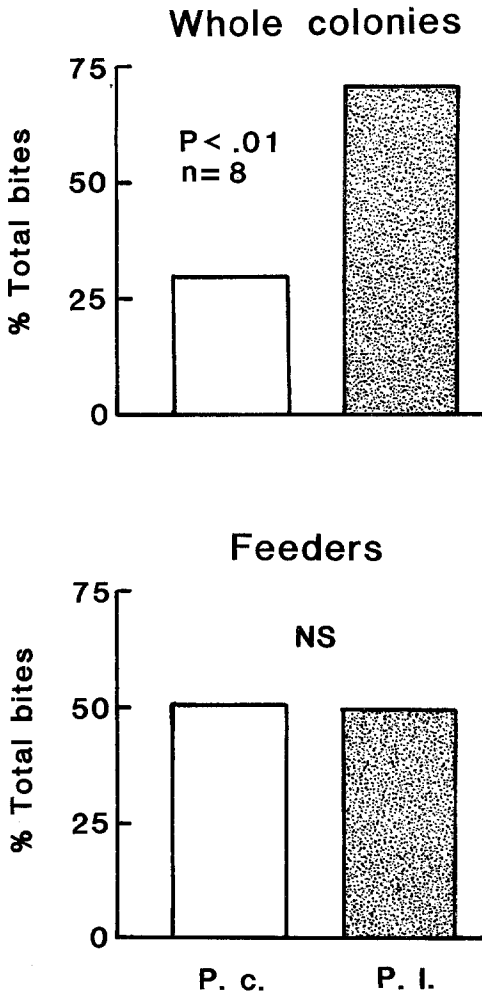 Whole colonies
% Total bites
75
50
25
0
P< .01
n= 8
Feeders
% Total bites
75
50
25
0
NS
P. c.
P. l.